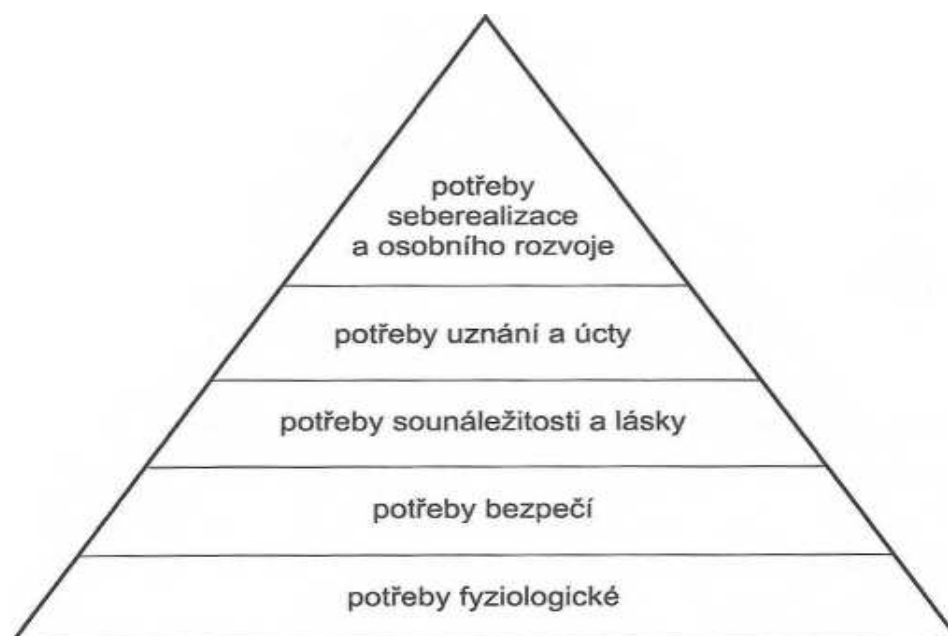 potřeby
seberealizace
a osobního rozvoje
potřeby uznání a úcty
potřeby sounáležitosti a lásky
potřeby bezpečí
potřeby fyziologické